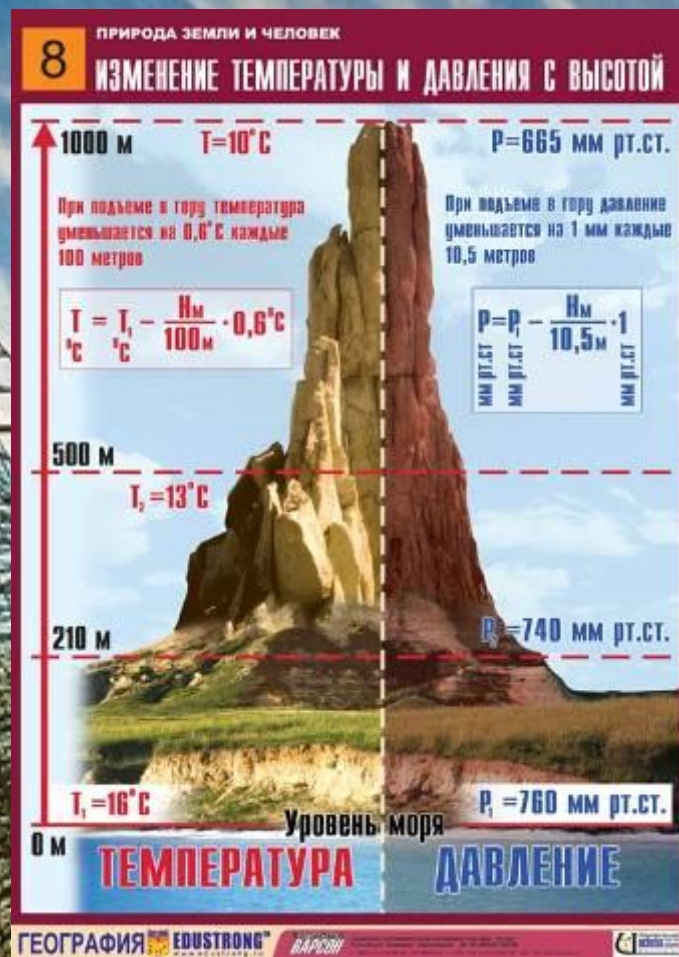 8
ПРИРОДА ЗЕМЛИ И ЧЕЛОВЕК
ИЗМЕНЕНИЕ ТЕМПЕРАТУРЫ И ДАВЛЕНИЯ С ВЫСОТОЙ
1000 м T=10°C P=665 мм рт.ст.
При подъеме в гору температура
уменьшается на 0,6°C каждые
100 метров
При подъеме в гору давление
уменьшается на 1 мм каждые
10,5 метров
T °C = T₁ °C − Hм/100м · 0,6°C
P мм рт.ст = P₁ мм рт.ст − Hм/10,5м · 1 мм рт.ст
500 м
T₂=13°C
210 м
P₂=740 мм рт.ст.
T₁=16°C
P₁=760 мм рт.ст.
Уровень моря
0 м
ТЕМПЕРАТУРА ДАВЛЕНИЕ
ГЕОГРАФИЯ EDUSTRONG® ВАРСОН